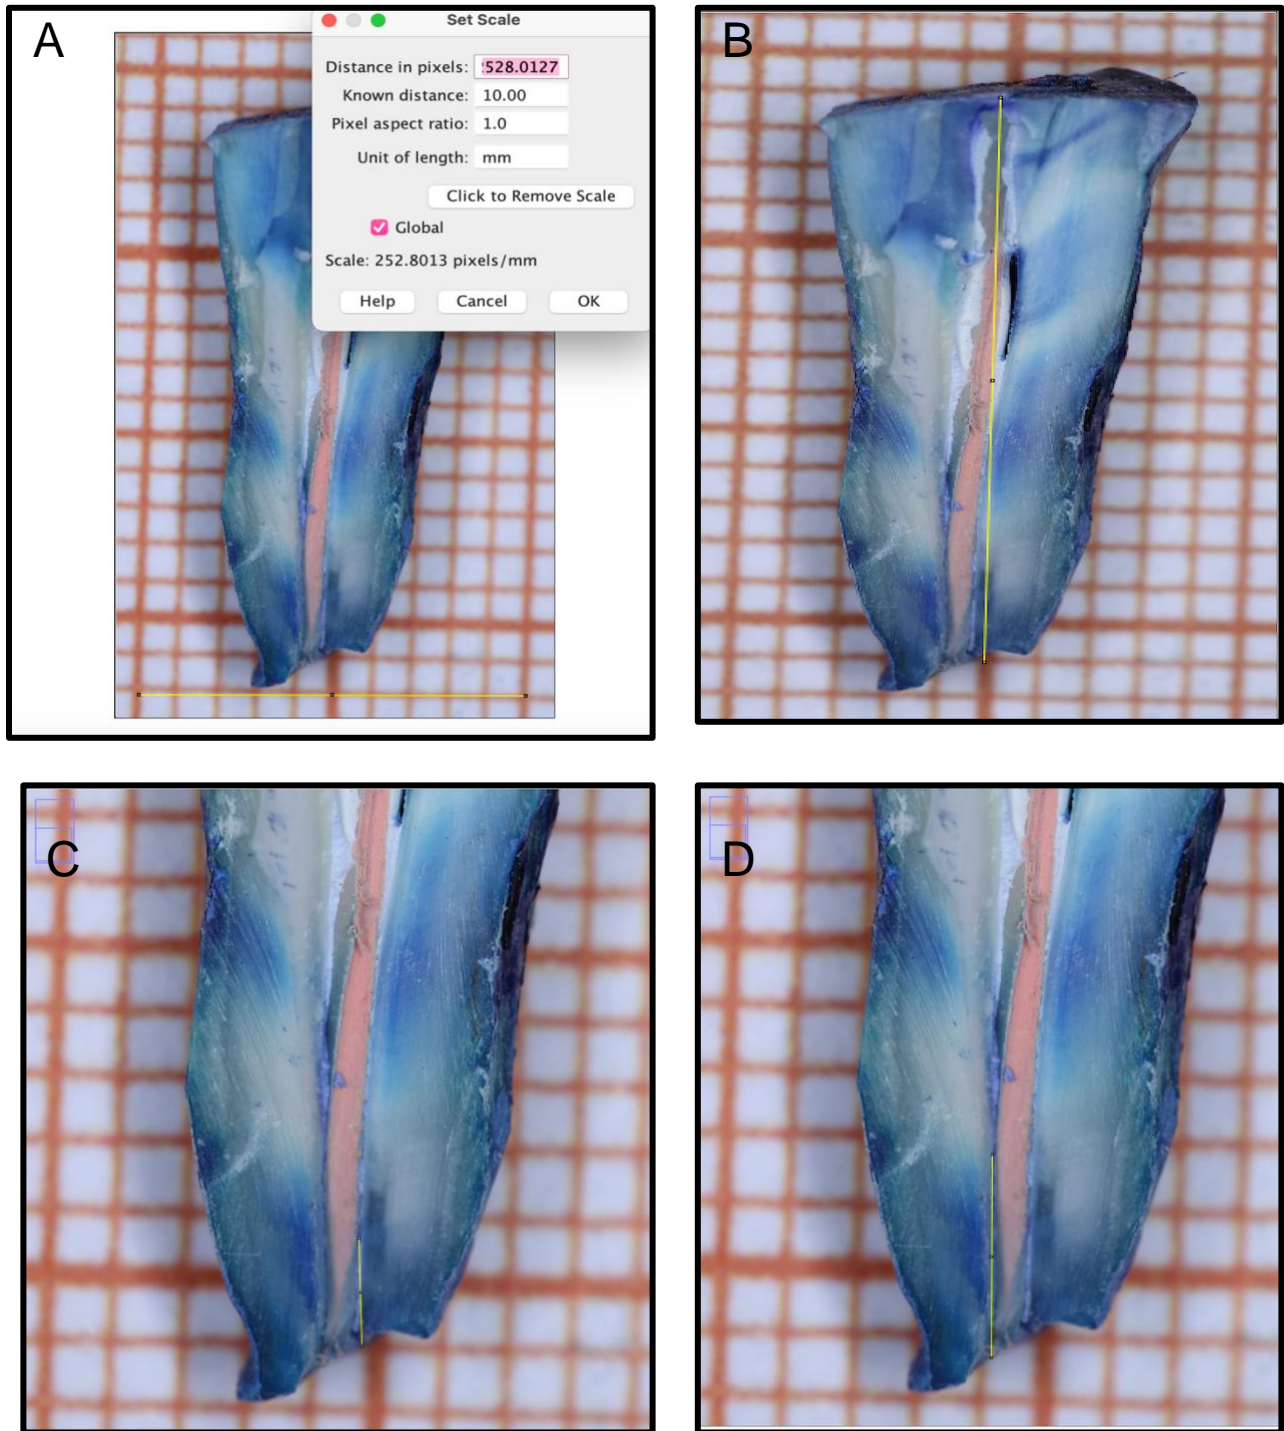 A
Set Scale
Distance in pixels: 528.0127
Known distance: 10.00
Pixel aspect ratio: 1.0
Unit of length: mm
Click to Remove Scale
Global
Scale: 252.8013 pixels/mm
Help Cancel OK
B
C
D